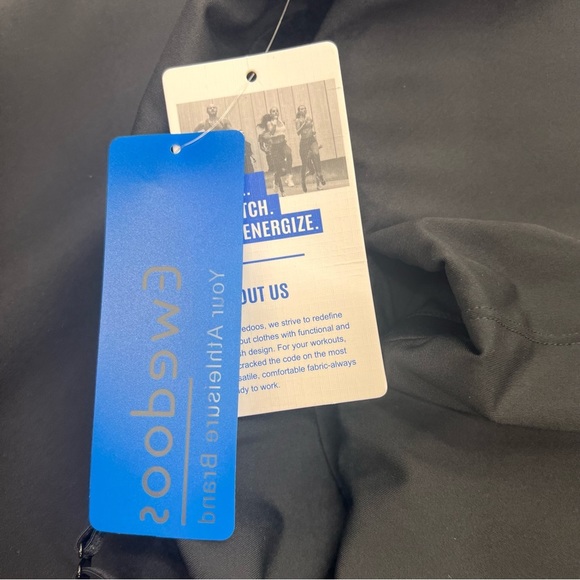 Ewedoos
Your Athleisure Brand
TCH.
ENERGIZE.
OUT US
edoos, we strive to redefine
out clothes with functional and
sh design. For your workouts,
cracked the code on the most
satile, comfortable fabric-always
dy to work.